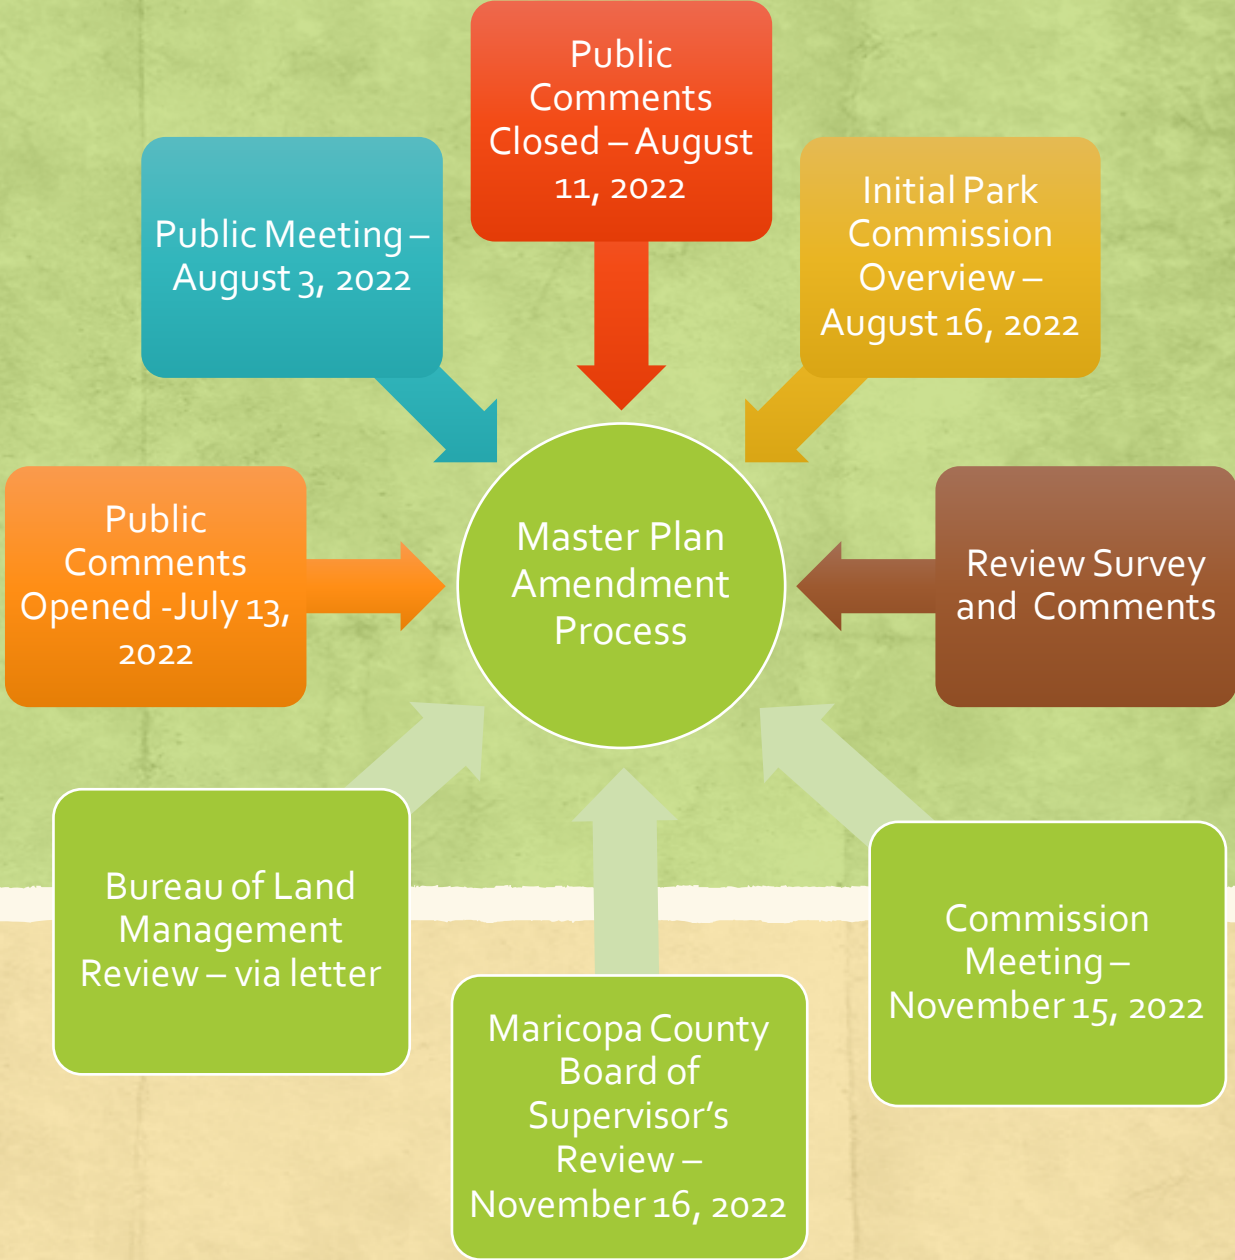 Public
Comments
Closed – August
11, 2022
Public Meeting –
August 3, 2022
Initial Park
Commission
Overview –
August 16, 2022
Public
Comments
Opened -July 13,
2022
Master Plan
Amendment
Process
Review Survey
and Comments
Bureau of Land
Management
Review – via letter
Maricopa County
Board of
Supervisor’s
Review –
November 16, 2022
Commission
Meeting –
November 15, 2022